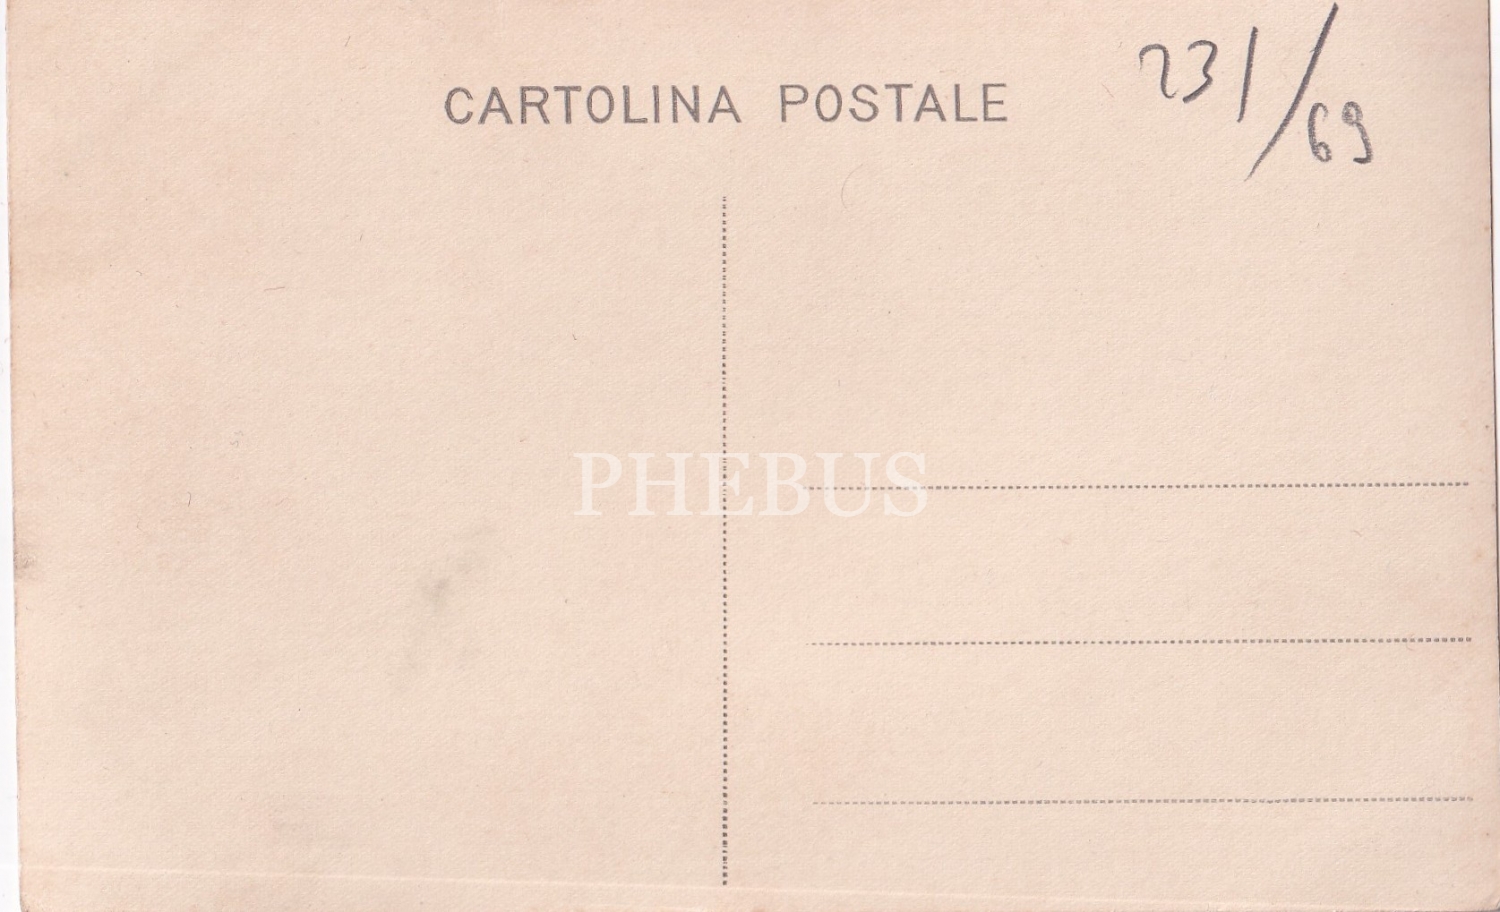 CARTOLINA POSTALE
231/69
PHEBUS